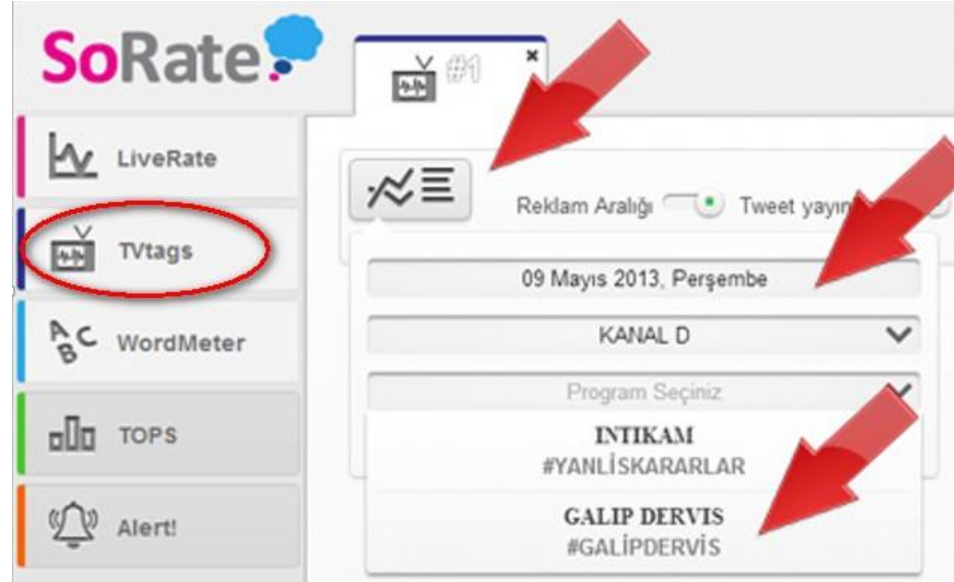 SoRate
#1
LiveRate
TVtags
WordMeter
TOPS
Alert!
Reklam Aralığı
Tweet
09 Mayıs 2013, Perşembe
KANAL D
Program Seçiniz
INTIKAM
#YANLİSKARARLAR
GALIP DERVIS
#GALİPDERVİS